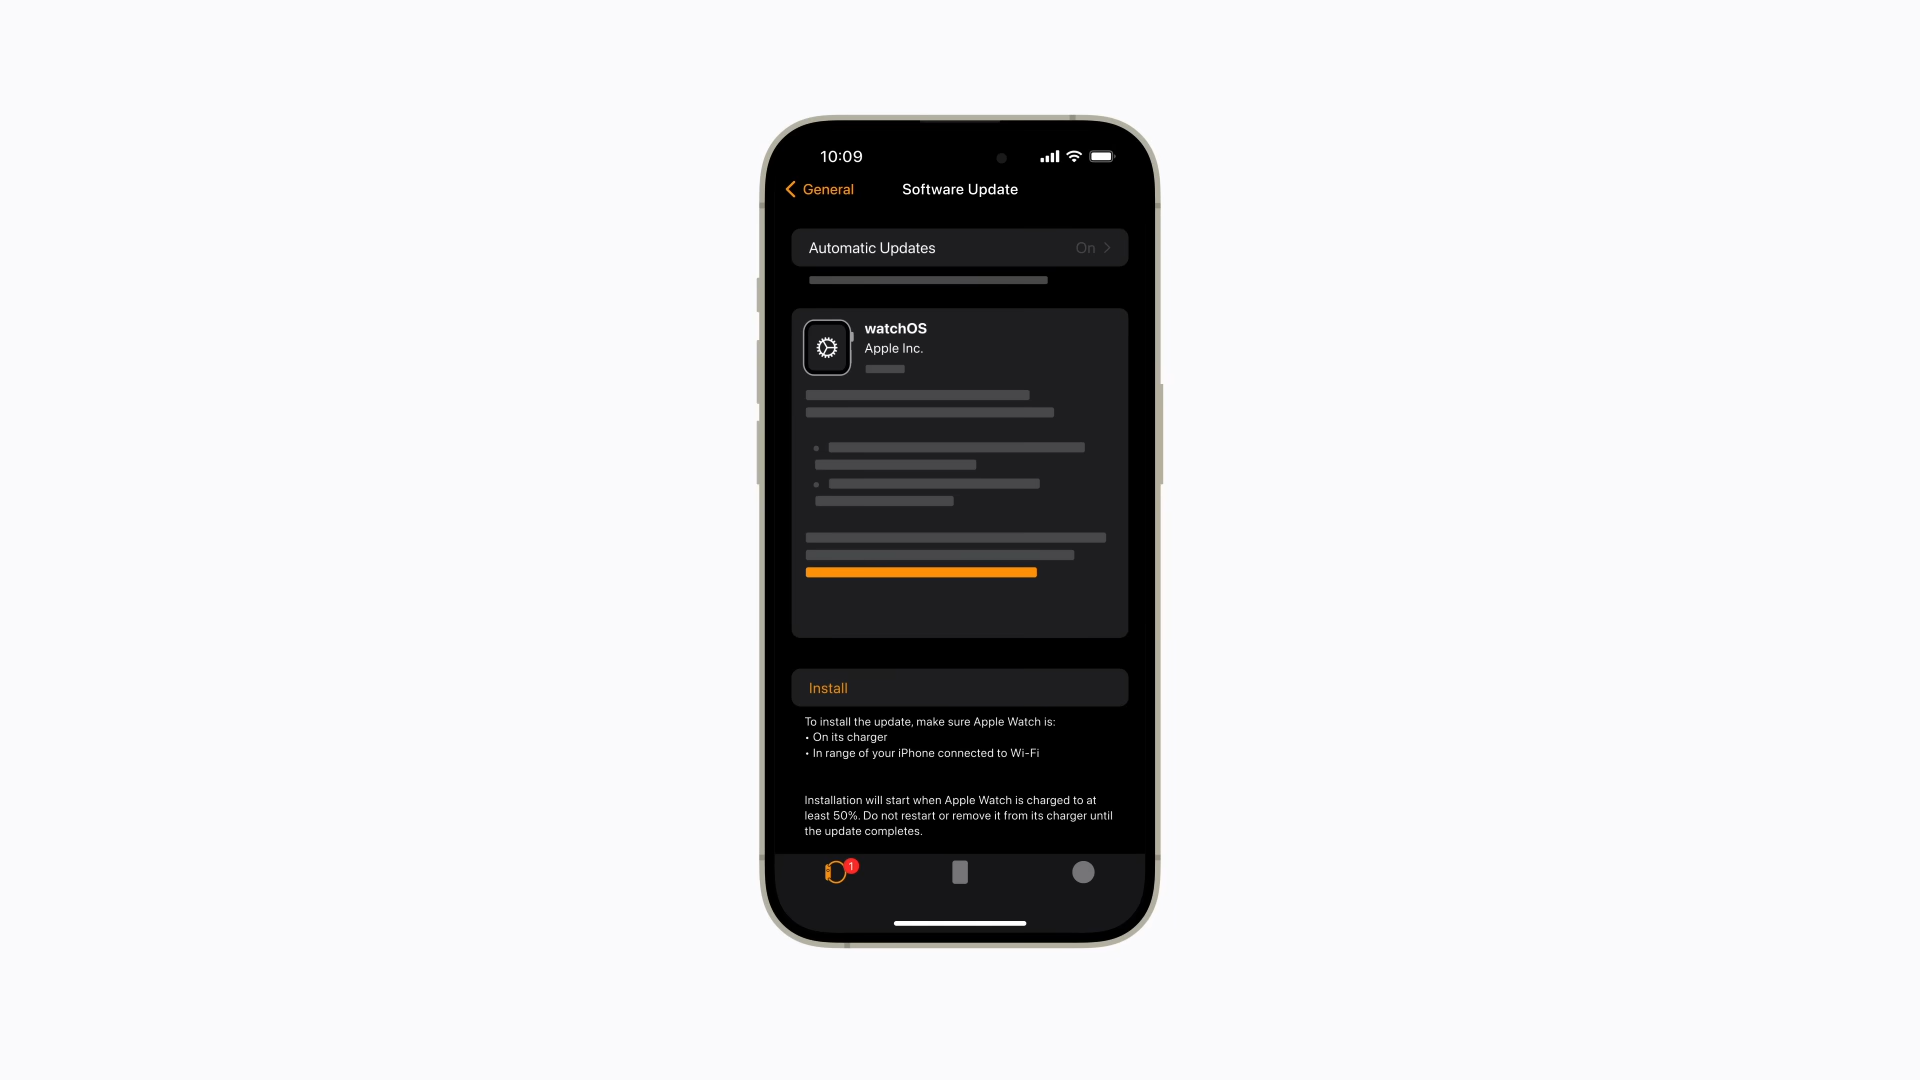 10:09
General
Software Update
Automatic Updates
On
watchOS
Apple Inc.
Install
To install the update, make sure Apple Watch is:
• On its charger
• In range of your iPhone connected to Wi-Fi
Installation will start when Apple Watch is charged to at
least 50%. Do not restart or remove it from its charger until
the update completes.
1